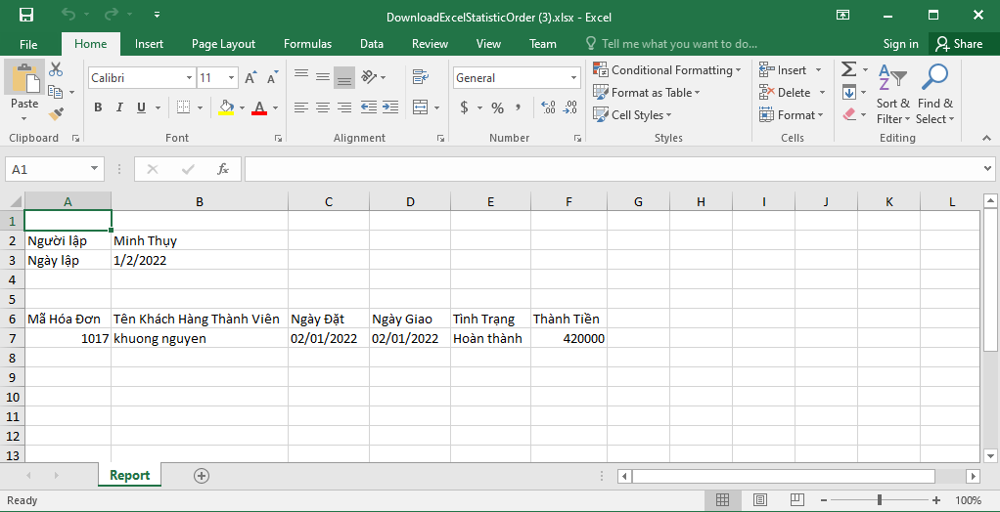 DownloadExcelStatisticOrder (3).xlsx - Excel
File Home Insert Page Layout Formulas Data Review View Team Tell me what you want to do... Sign in Share
Calibri 11 A A General Conditional Formatting Insert
Paste B I U A $ % , Format as Table Delete Sort & Find &
Cell Styles Format Filter Select
Clipboard Font Alignment Number Styles Cells Editing
A1 fx
A B C D E F G H I J K L
1
2 Người lập Minh Thụy
3 Ngày lập 1/2/2022
4
5
6 Mã Hóa Đơn Tên Khách Hàng Thành Viên Ngày Đặt Ngày Giao Tình Trạng Thành Tiền
7 1017 khuong nguyen 02/01/2022 02/01/2022 Hoàn thành 420000
8
9
10
11
12
13
Report
Ready 100%